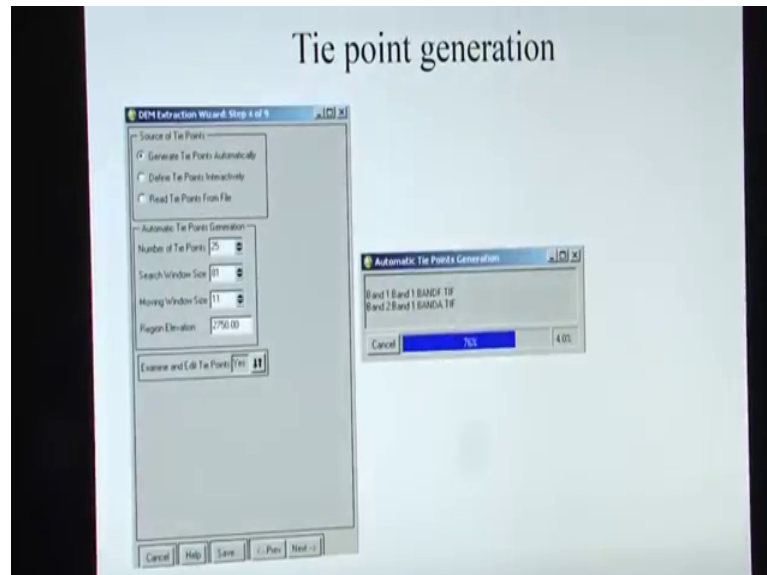 Tie point generation
DEM Extraction Wizard: Step 4 of 9
Source of Tie Points
Generate Tie Points Automatically
Define Tie Points Interactively
Read Tie Points From File
Automatic Tie Points Generation
Number of Tie Points 25
Search Window Size 81
Moving Window Size 11
Region Elevation 2750.00
Examine and Edit Tie Points Yes
Cancel Help Save... <- Prev Next ->
Automatic Tie Points Generation
Band 1:Band 1:BANDF.TIF
Band 2:Band 1:BANDA.TIF
Cancel 76% 4.0%